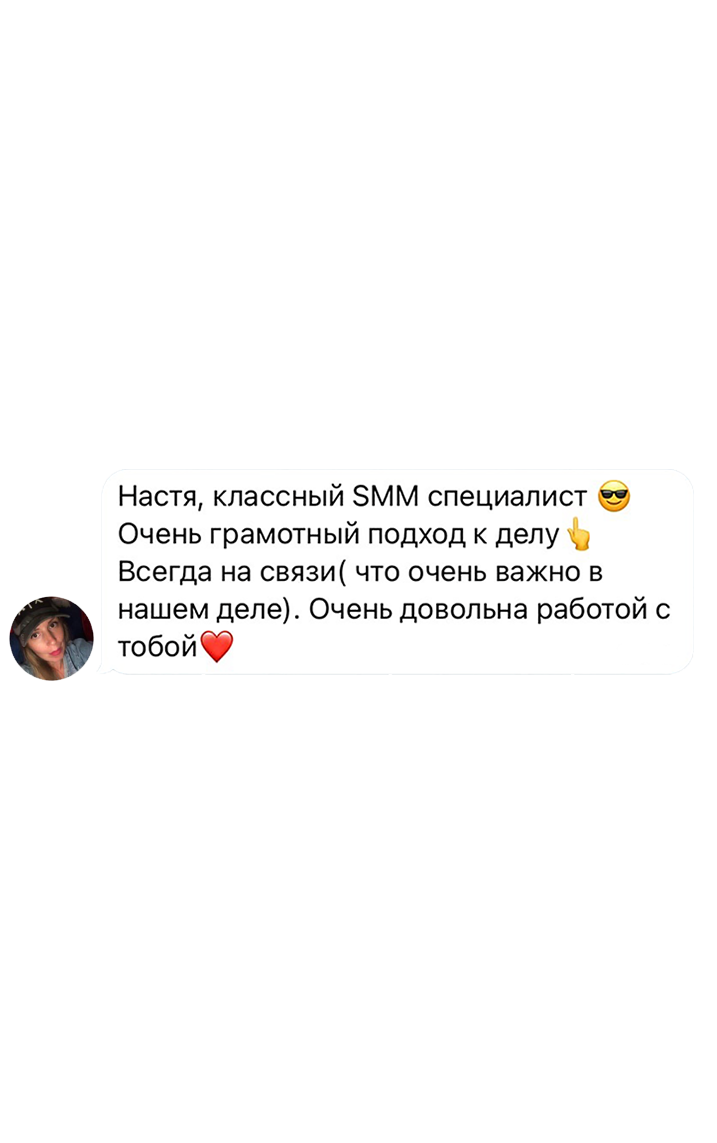 Настя, классный SMM специалист 😎
Очень грамотный подход к делу👆
Всегда на связи( что очень важно в
нашем деле). Очень довольна работой с
тобой❤️